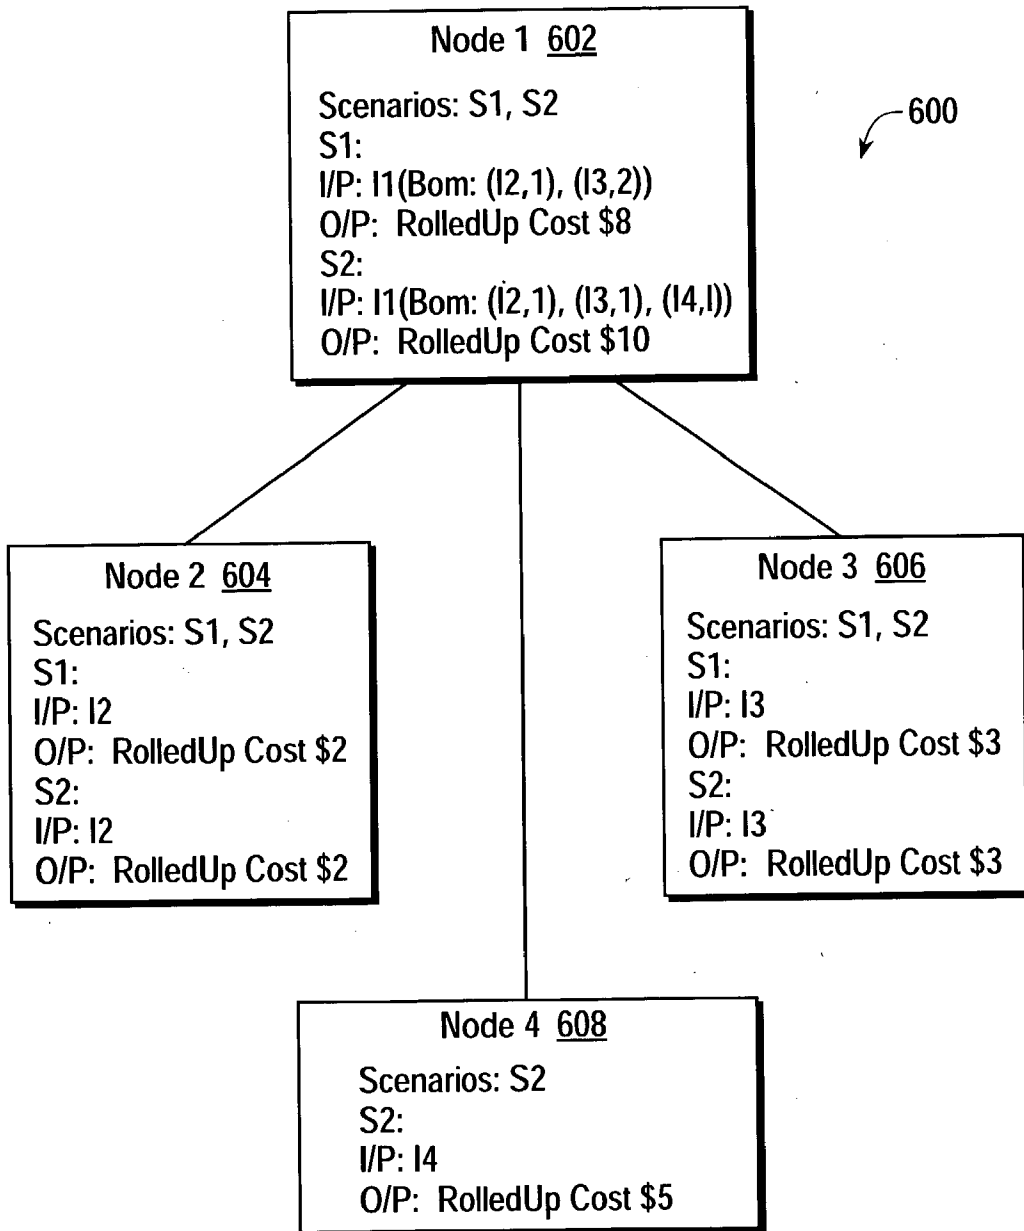 Node 1 602
Scenarios: S1, S2
S1:
I/P: I1(Bom: (I2,1), (I3,2))
O/P: RolledUp Cost $8
S2:
I/P: I1(Bom: (I2,1), (I3,1), (I4,I))
O/P: RolledUp Cost $10
600
Node 2 604
Scenarios: S1, S2
S1:
I/P: I2
O/P: RolledUp Cost $2
S2:
I/P: I2
O/P: RolledUp Cost $2
Node 3 606
Scenarios: S1, S2
S1:
I/P: I3
O/P: RolledUp Cost $3
S2:
I/P: I3
O/P: RolledUp Cost $3
Node 4 608
Scenarios: S2
S2:
I/P: I4
O/P: RolledUp Cost $5